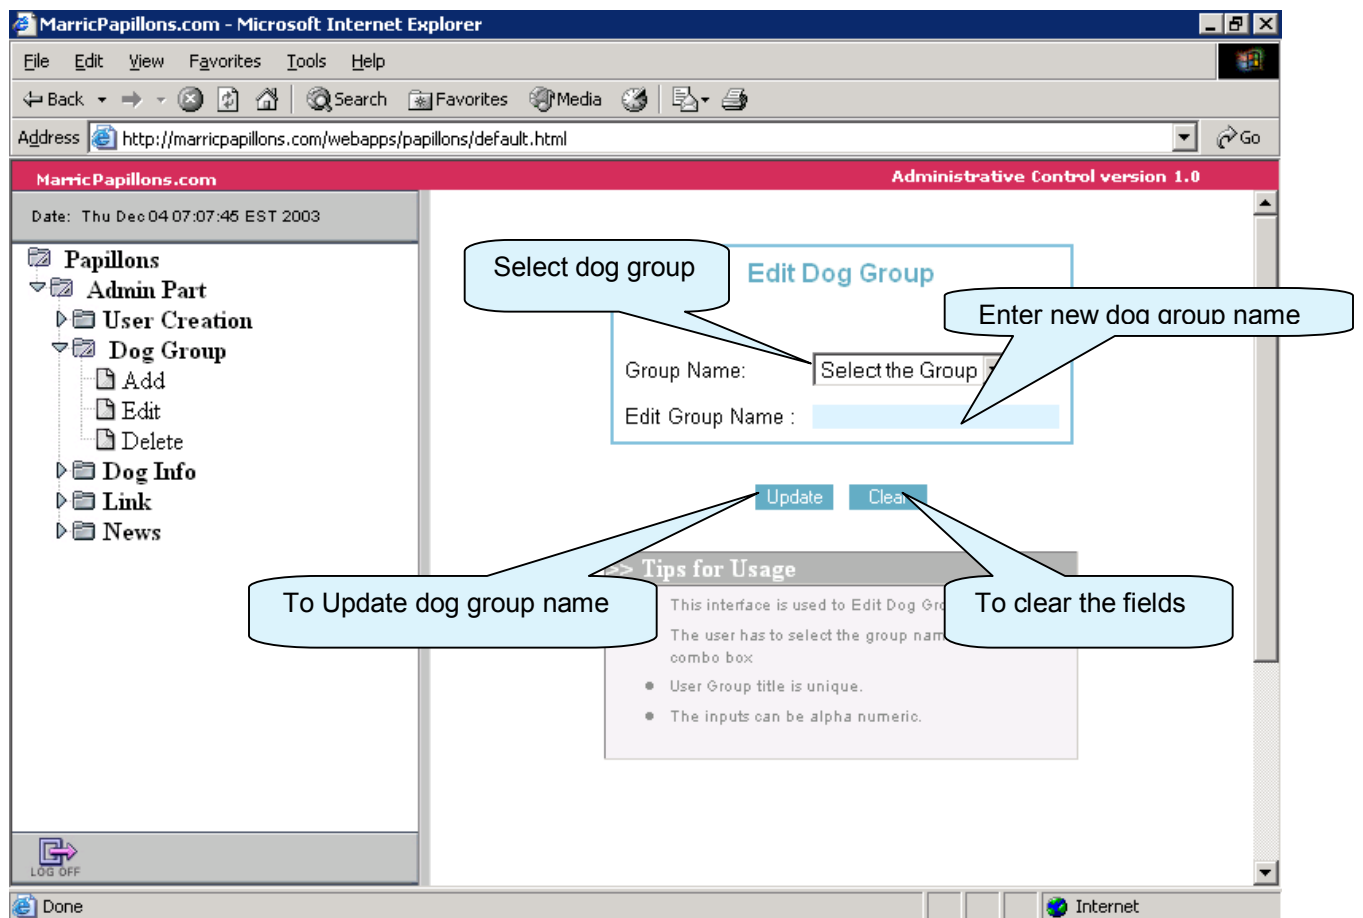 MarricPapillons.com - Microsoft Internet Explorer
File Edit View Favorites Tools Help
Back Search Favorites Media
Address http://marricpapillons.com/webapps/papillons/default.html Go
MarricPapillons.com Administrative Control version 1.0
Date: Thu Dec 04 07:07:45 EST 2003
Papillons
Admin Part
User Creation
Dog Group
Add
Edit
Delete
Dog Info
Link
News
LOG OFF
Select dog group
Edit Dog Group
Enter new dog group name
Group Name: Select the Group
Edit Group Name :
Update Clear
To Update dog group name
To clear the fields
>> Tips for Usage
This interface is used to Edit Dog
The user has to select the group
combo box
User Group title is unique.
The inputs can be alpha numeric.
Done Internet